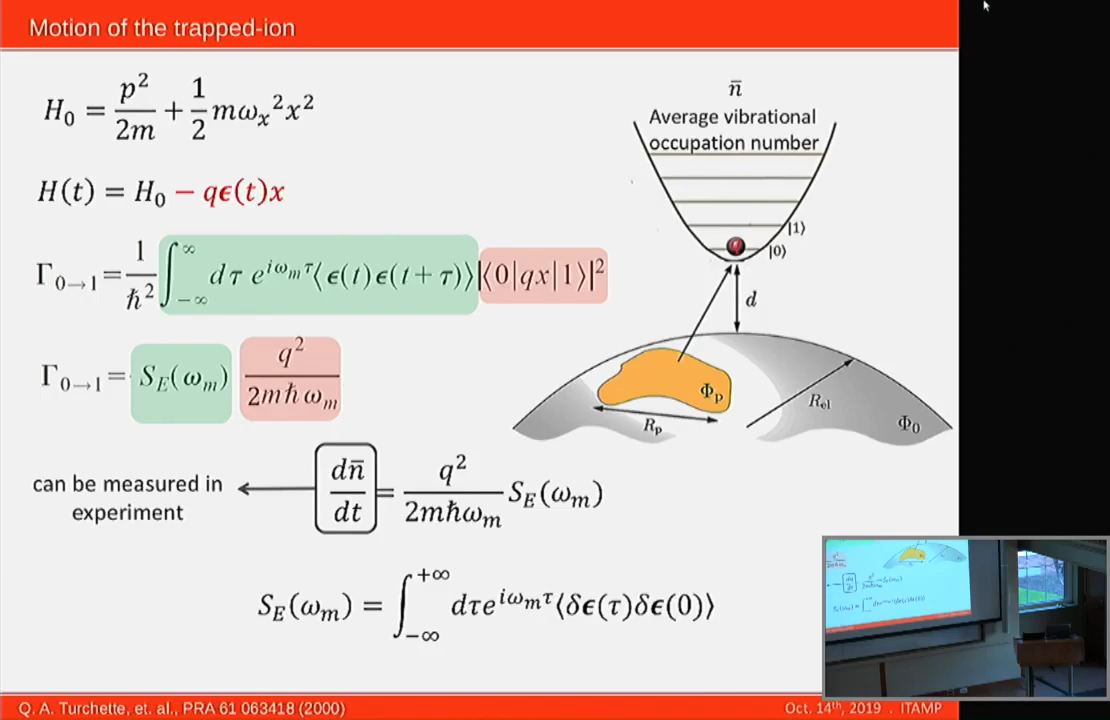 Motion of the trapped-ion
H₀ = p²/2m + 1/2 mωₓ²x²
H(t) = H₀ − qϵ(t)x
Γ₀→₁ = 1/ħ² ∫_{−∞}^{∞} dτ e^{iω_mτ}⟨ϵ(t)ϵ(t+τ)⟩|⟨0|qx|1⟩|²
Γ₀→₁ = S_E(ω_m) q²/2mħω_m
can be measured in
experiment
dn̄/dt = q²/2mħω_m S_E(ω_m)
S_E(ω_m) = ∫_{−∞}^{+∞} dτe^{iω_mτ}⟨δϵ(τ)δϵ(0)⟩
n̄
Average vibrational
occupation number
|1⟩
|0⟩
d
Φ_p
R_p
R_el
Φ₀
Q. A. Turchette, et. al., PRA 61 063418 (2000)
Oct. 14th, 2019 . ITAMP